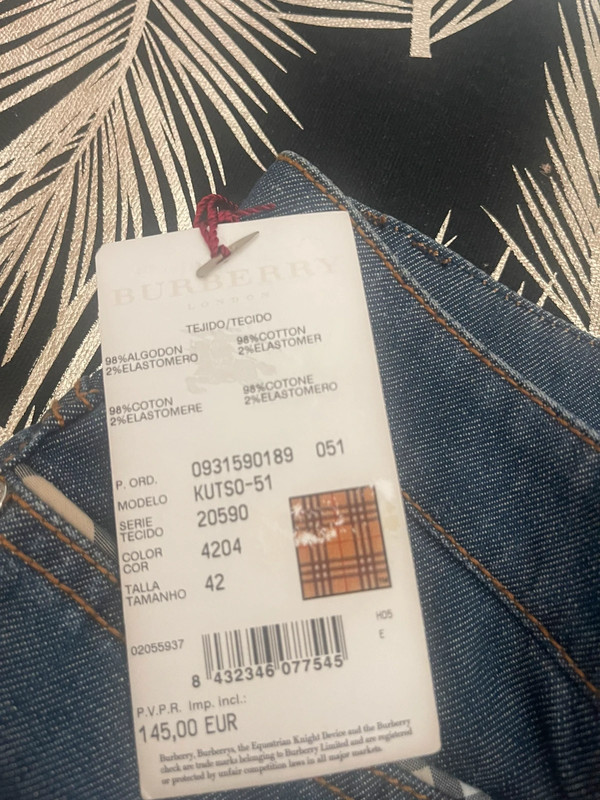 BURBERRY
LONDON
TEJIDO/TECIDO
98%ALGODON 98%COTTON
2%ELASTOMERO 2%ELASTOMER
98%COTON 98%COTONE
2%ELASTOMERE 2%ELASTOMERO
P. ORD. 0931590189 051
MODELO KUTSO-51
SERIE
TECIDO 20590
COLOR
COR 4204
TALLA
TAMANHO 42
02055937 H05
E
8 432346 077545
P.V.P.R. Imp. incl.:
145,00 EUR
Burberry, Burberrys, the Equestrian Knight Device and the Burberry
check are trade marks belonging to Burberry Limited and are registered
or protected by unfair competition laws in all major markets.